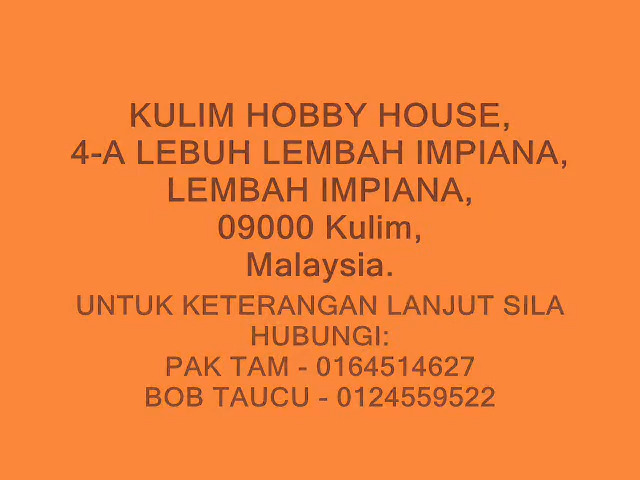 KULIM HOBBY HOUSE,
4-A LEBUH LEMBAH IMPIANA,
LEMBAH IMPIANA,
09000 Kulim,
Malaysia.
UNTUK KETERANGAN LANJUT SILA
HUBUNGI:
PAK TAM - 0164514627
BOB TAUCU - 0124559522